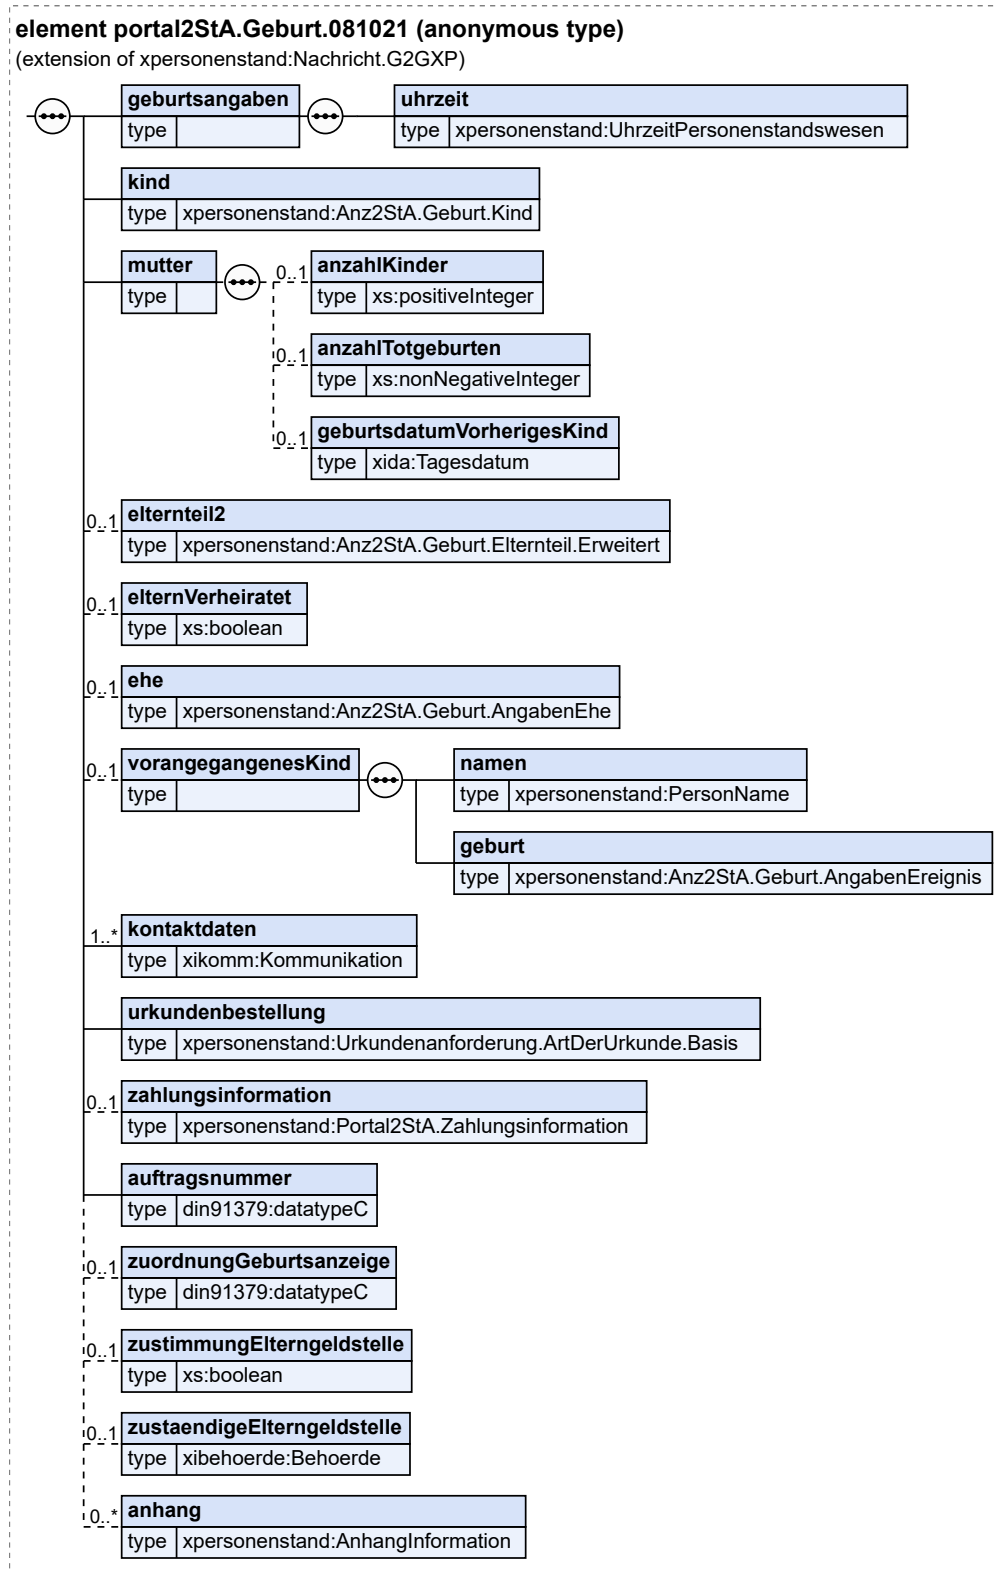 element portal2StA.Geburt.081021 (anonymous type)
(extension of xpersonenstand:Nachricht.G2GXP)
geburtsangaben
type
uhrzeit
type xpersonenstand:UhrzeitPersonenstandswesen
kind
type xpersonenstand:Anz2StA.Geburt.Kind
mutter
type
0..1 anzahlKinder
type xs:positiveInteger
0..1 anzahlTotgeburten
type xs:nonNegativeInteger
0..1 geburtsdatumVorherigesKind
type xida:Tagesdatum
0..1 elternteil2
type xpersonenstand:Anz2StA.Geburt.Elternteil.Erweitert
0..1 elternVerheiratet
type xs:boolean
0..1 ehe
type xpersonenstand:Anz2StA.Geburt.AngabenEhe
0..1 vorangegangenesKind
type
namen
type xpersonenstand:PersonName
geburt
type xpersonenstand:Anz2StA.Geburt.AngabenEreignis
1..* kontaktdaten
type xikomm:Kommunikation
urkundenbestellung
type xpersonenstand:Urkundenanforderung.ArtDerUrkunde.Basis
0..1 zahlungsinformation
type xpersonenstand:Portal2StA.Zahlungsinformation
auftragsnummer
type din91379:datatypeC
0..1 zuordnungGeburtsanzeige
type din91379:datatypeC
0..1 zustimmungElterngeldstelle
type xs:boolean
0..1 zustaendigeElterngeldstelle
type xibehoerde:Behoerde
0..* anhang
type xpersonenstand:AnhangInformation